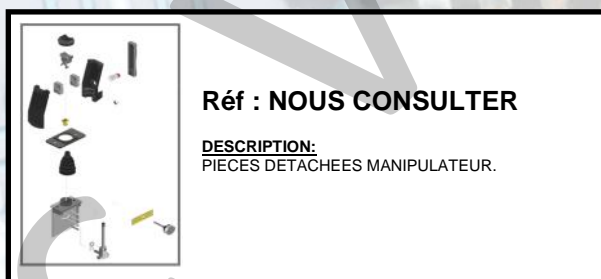 Réf : NOUS CONSULTER
DESCRIPTION:
PIECES DETACHEES MANIPULATEUR.